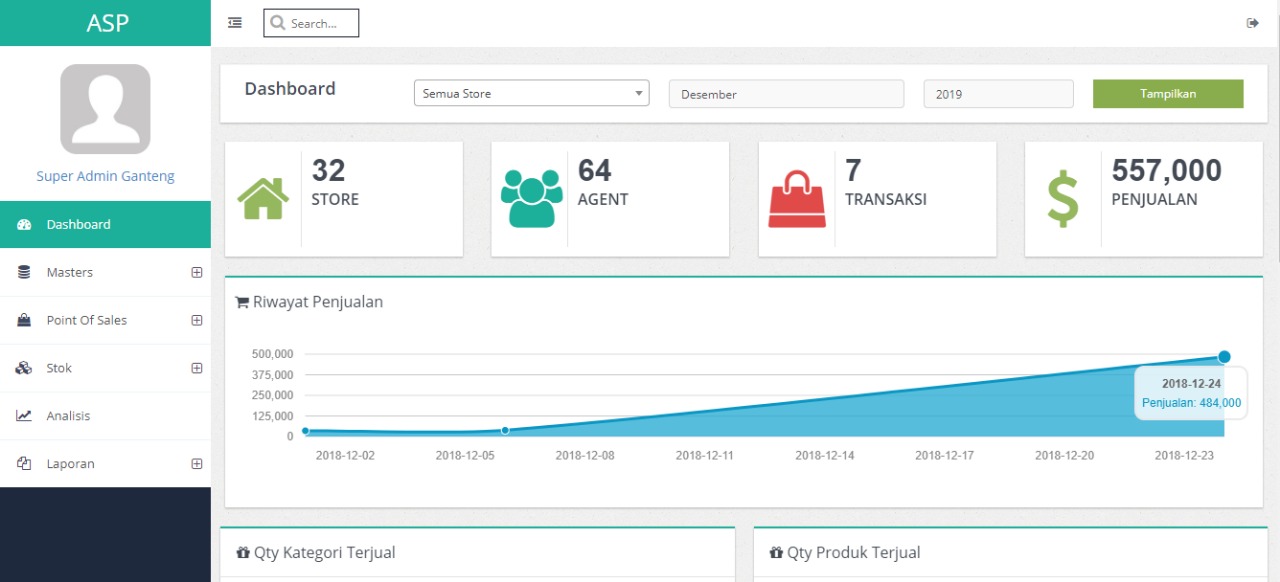 ASP
Search...
Super Admin Ganteng
Dashboard
Masters
Point Of Sales
Stok
Analisis
Laporan
Dashboard
Semua Store
Desember
2019
Tampilkan
32
STORE
64
AGENT
7
TRANSAKSI
557,000
PENJUALAN
Riwayat Penjualan
500,000
375,000
250,000
125,000
0
2018-12-24
Penjualan: 484,000
2018-12-02 2018-12-05 2018-12-08 2018-12-11 2018-12-14 2018-12-17 2018-12-20 2018-12-23
Qty Kategori Terjual
Qty Produk Terjual